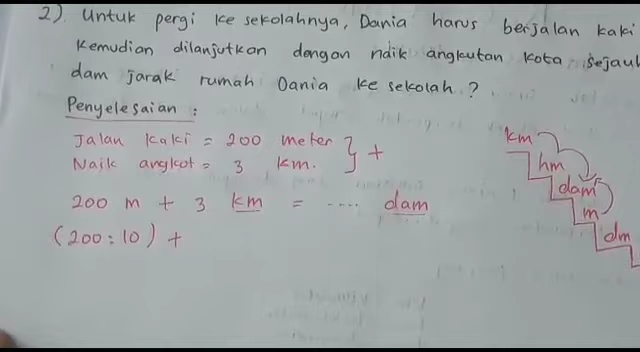 2) Untuk pergi ke sekolahnya, Dania harus berjalan kaki
kemudian dilanjutkan dengan naik angkutan kota sejauh
dam jarak rumah Dania ke sekolah ?
Penyelesaian :
Jalan kaki = 200 meter } +
Naik angkot = 3 km.
200 m + 3 km = .... dam
(200 : 10) +
km
hm
dam
m
dm